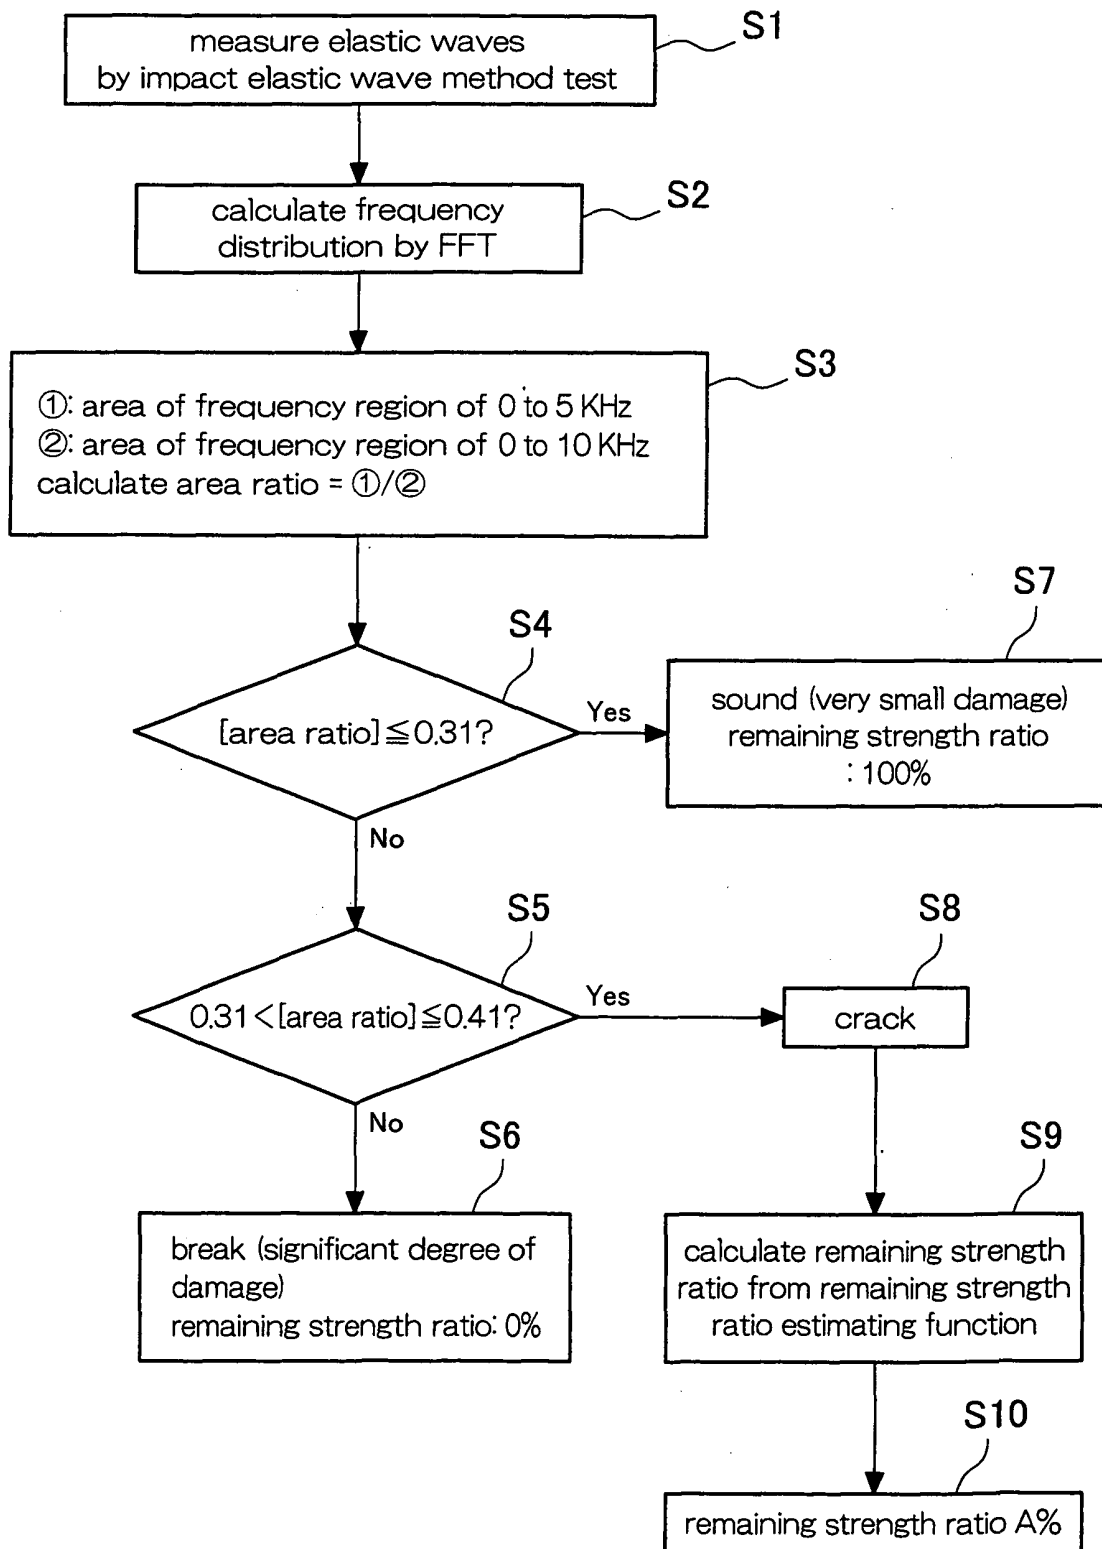 S1
measure elastic waves
by impact elastic wave method test
S2
calculate frequency
distribution by FFT
S3
①: area of frequency region of 0 to 5 KHz
②: area of frequency region of 0 to 10 KHz
calculate area ratio = ①/②
S4
[area ratio]≦0.31?
Yes
S7
sound (very small damage)
remaining strength ratio
: 100%
No
S5
0.31<[area ratio]≦0.41?
Yes
S8
crack
No
S6
break (significant degree of
damage)
remaining strength ratio: 0%
S9
calculate remaining strength
ratio from remaining strength
ratio estimating function
S10
remaining strength ratio A%